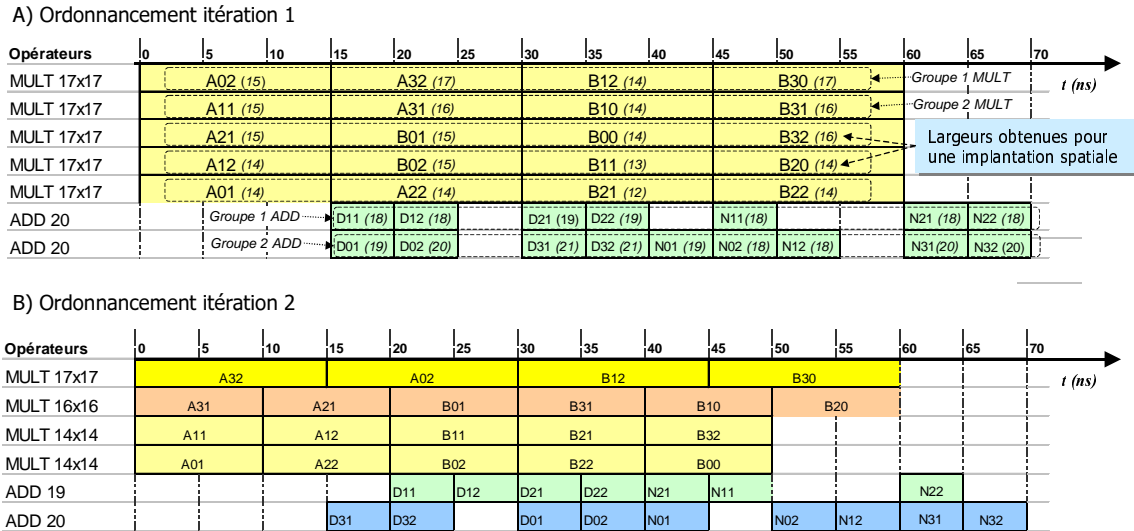 A) Ordonnancement itération 1
Opérateurs 0 5 10 15 20 25 30 35 40 45 50 55 60 65 70
MULT 17x17 A02 (15) A32 (17) B12 (14) B30 (17) Groupe 1 MULT t (ns)
MULT 17x17 A11 (15) A31 (16) B10 (14) B31 (16) Groupe 2 MULT
MULT 17x17 A21 (15) B01 (15) B00 (14) B32 (16) Largeurs obtenues pour
MULT 17x17 A12 (14) B02 (15) B11 (13) B20 (14) une implantation spatiale
MULT 17x17 A01 (14) A22 (14) B21 (12) B22 (14)
ADD 20 Groupe 1 ADD D11 (18) D12 (18) D21 (19) D22 (19) N11(18) N21 (18) N22 (18)
ADD 20 Groupe 2 ADD D01 (19) D02 (20) D31 (21) D32 (21) N01 (19) N02 (18) N12 (18) N31(20) N32 (20)
B) Ordonnancement itération 2
Opérateurs 0 5 10 15 20 25 30 35 40 45 50 55 60 65 70
MULT 17x17 A32 A02 B12 B30 t (ns)
MULT 16x16 A31 A21 B01 B31 B10 B20
MULT 14x14 A11 A12 B11 B21 B32
MULT 14x14 A01 A22 B02 B22 B00
ADD 19 D11 D12 D21 D22 N21 N11 N22
ADD 20 D31 D32 D01 D02 N01 N02 N12 N31 N32